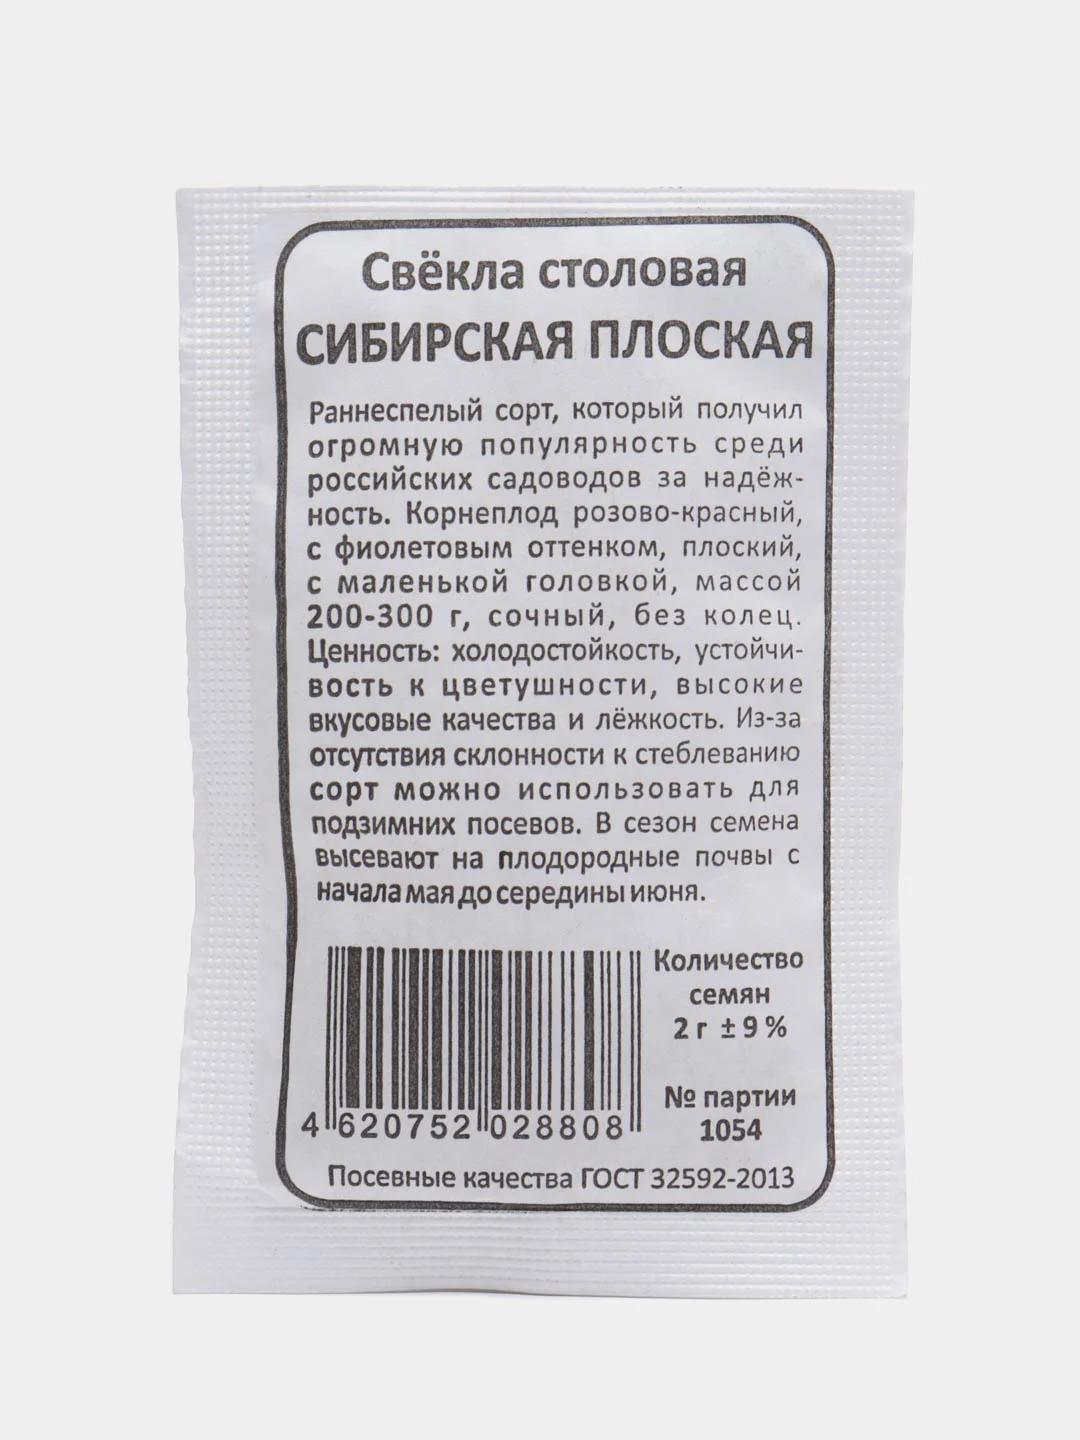 Свёкла столовая
СИБИРСКАЯ ПЛОСКАЯ
Раннеспелый сорт, который получил
огромную популярность среди
российских садоводов за надёж-
ность. Корнеплод розово-красный,
с фиолетовым оттенком, плоский,
с маленькой головкой, массой
200-300 г, сочный, без колец.
Ценность: холодостойкость, устойчи-
вость к цветушности, высокие
вкусовые качества и лёжкость. Из-за
отсутствия склонности к стеблеванию
сорт можно использовать для
подзимних посевов. В сезон семена
высевают на плодородные почвы с
начала мая до середины июня.
Количество
семян
2 г ± 9 %
№ партии
1054
4 620752 028808
Посевные качества ГОСТ 32592-2013